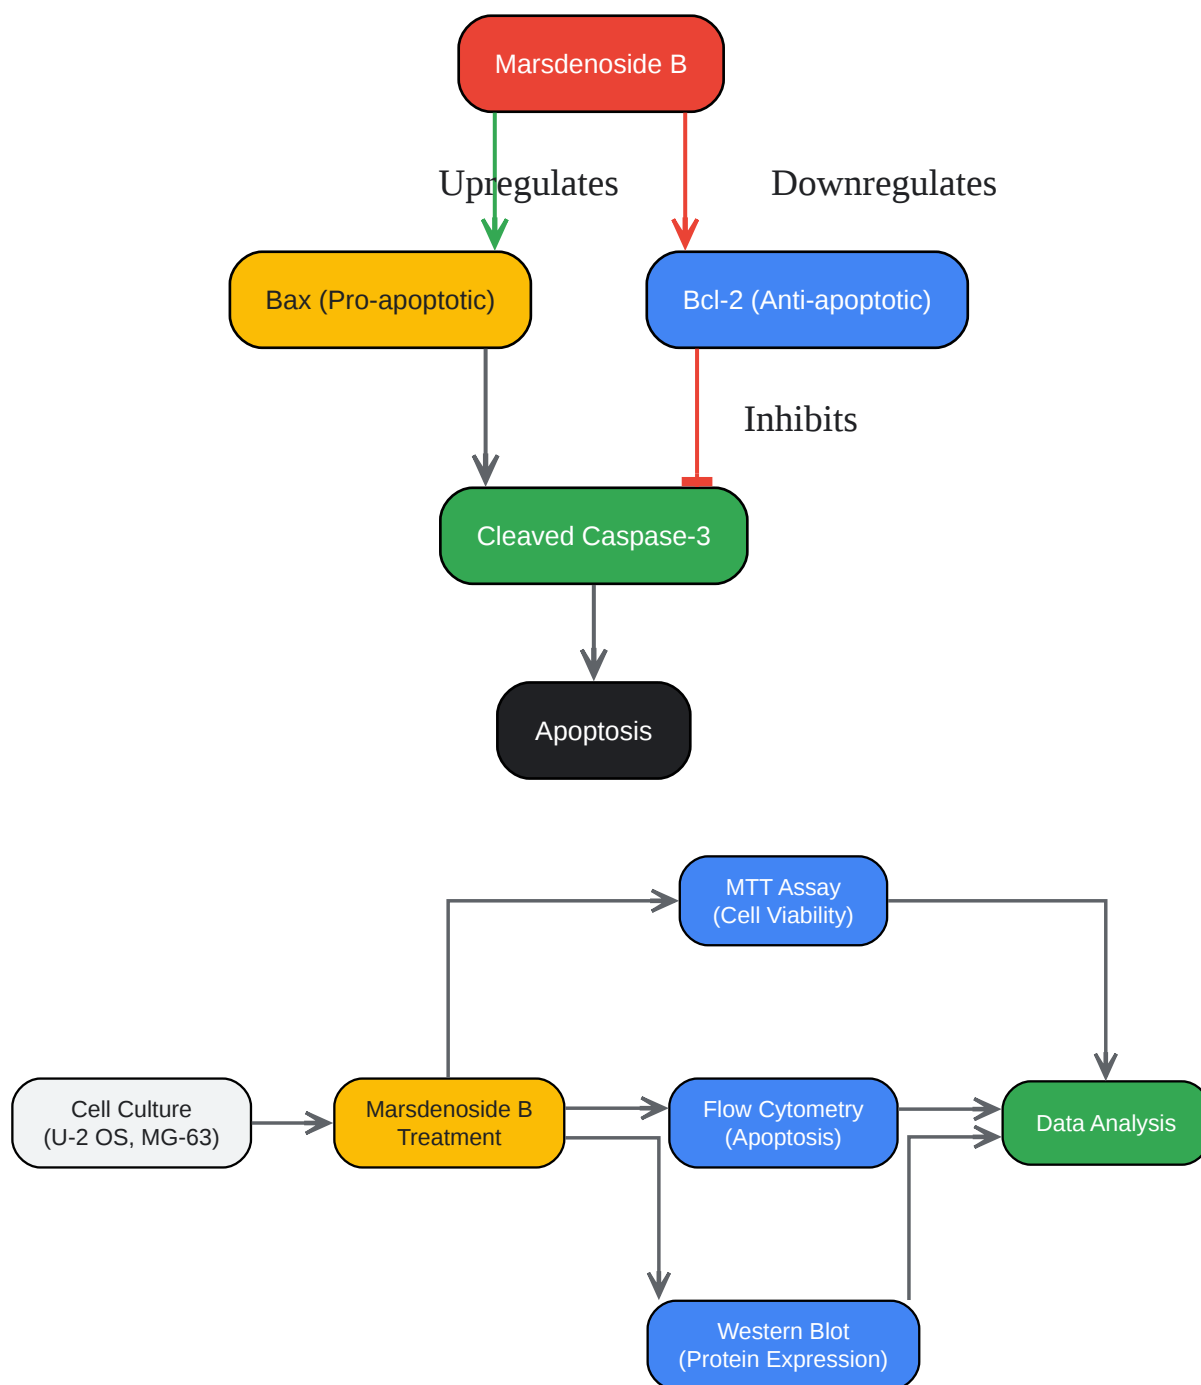 Marsdenoside B
Upregulates
Downregulates
Bax (Pro-apoptotic)
Bcl-2 (Anti-apoptotic)
Inhibits
Cleaved Caspase-3
Apoptosis
MTT Assay
(Cell Viability)
Cell Culture
(U-2 OS, MG-63)
Marsdenoside B
Treatment
Flow Cytometry
(Apoptosis)
Data Analysis
Western Blot
(Protein Expression)